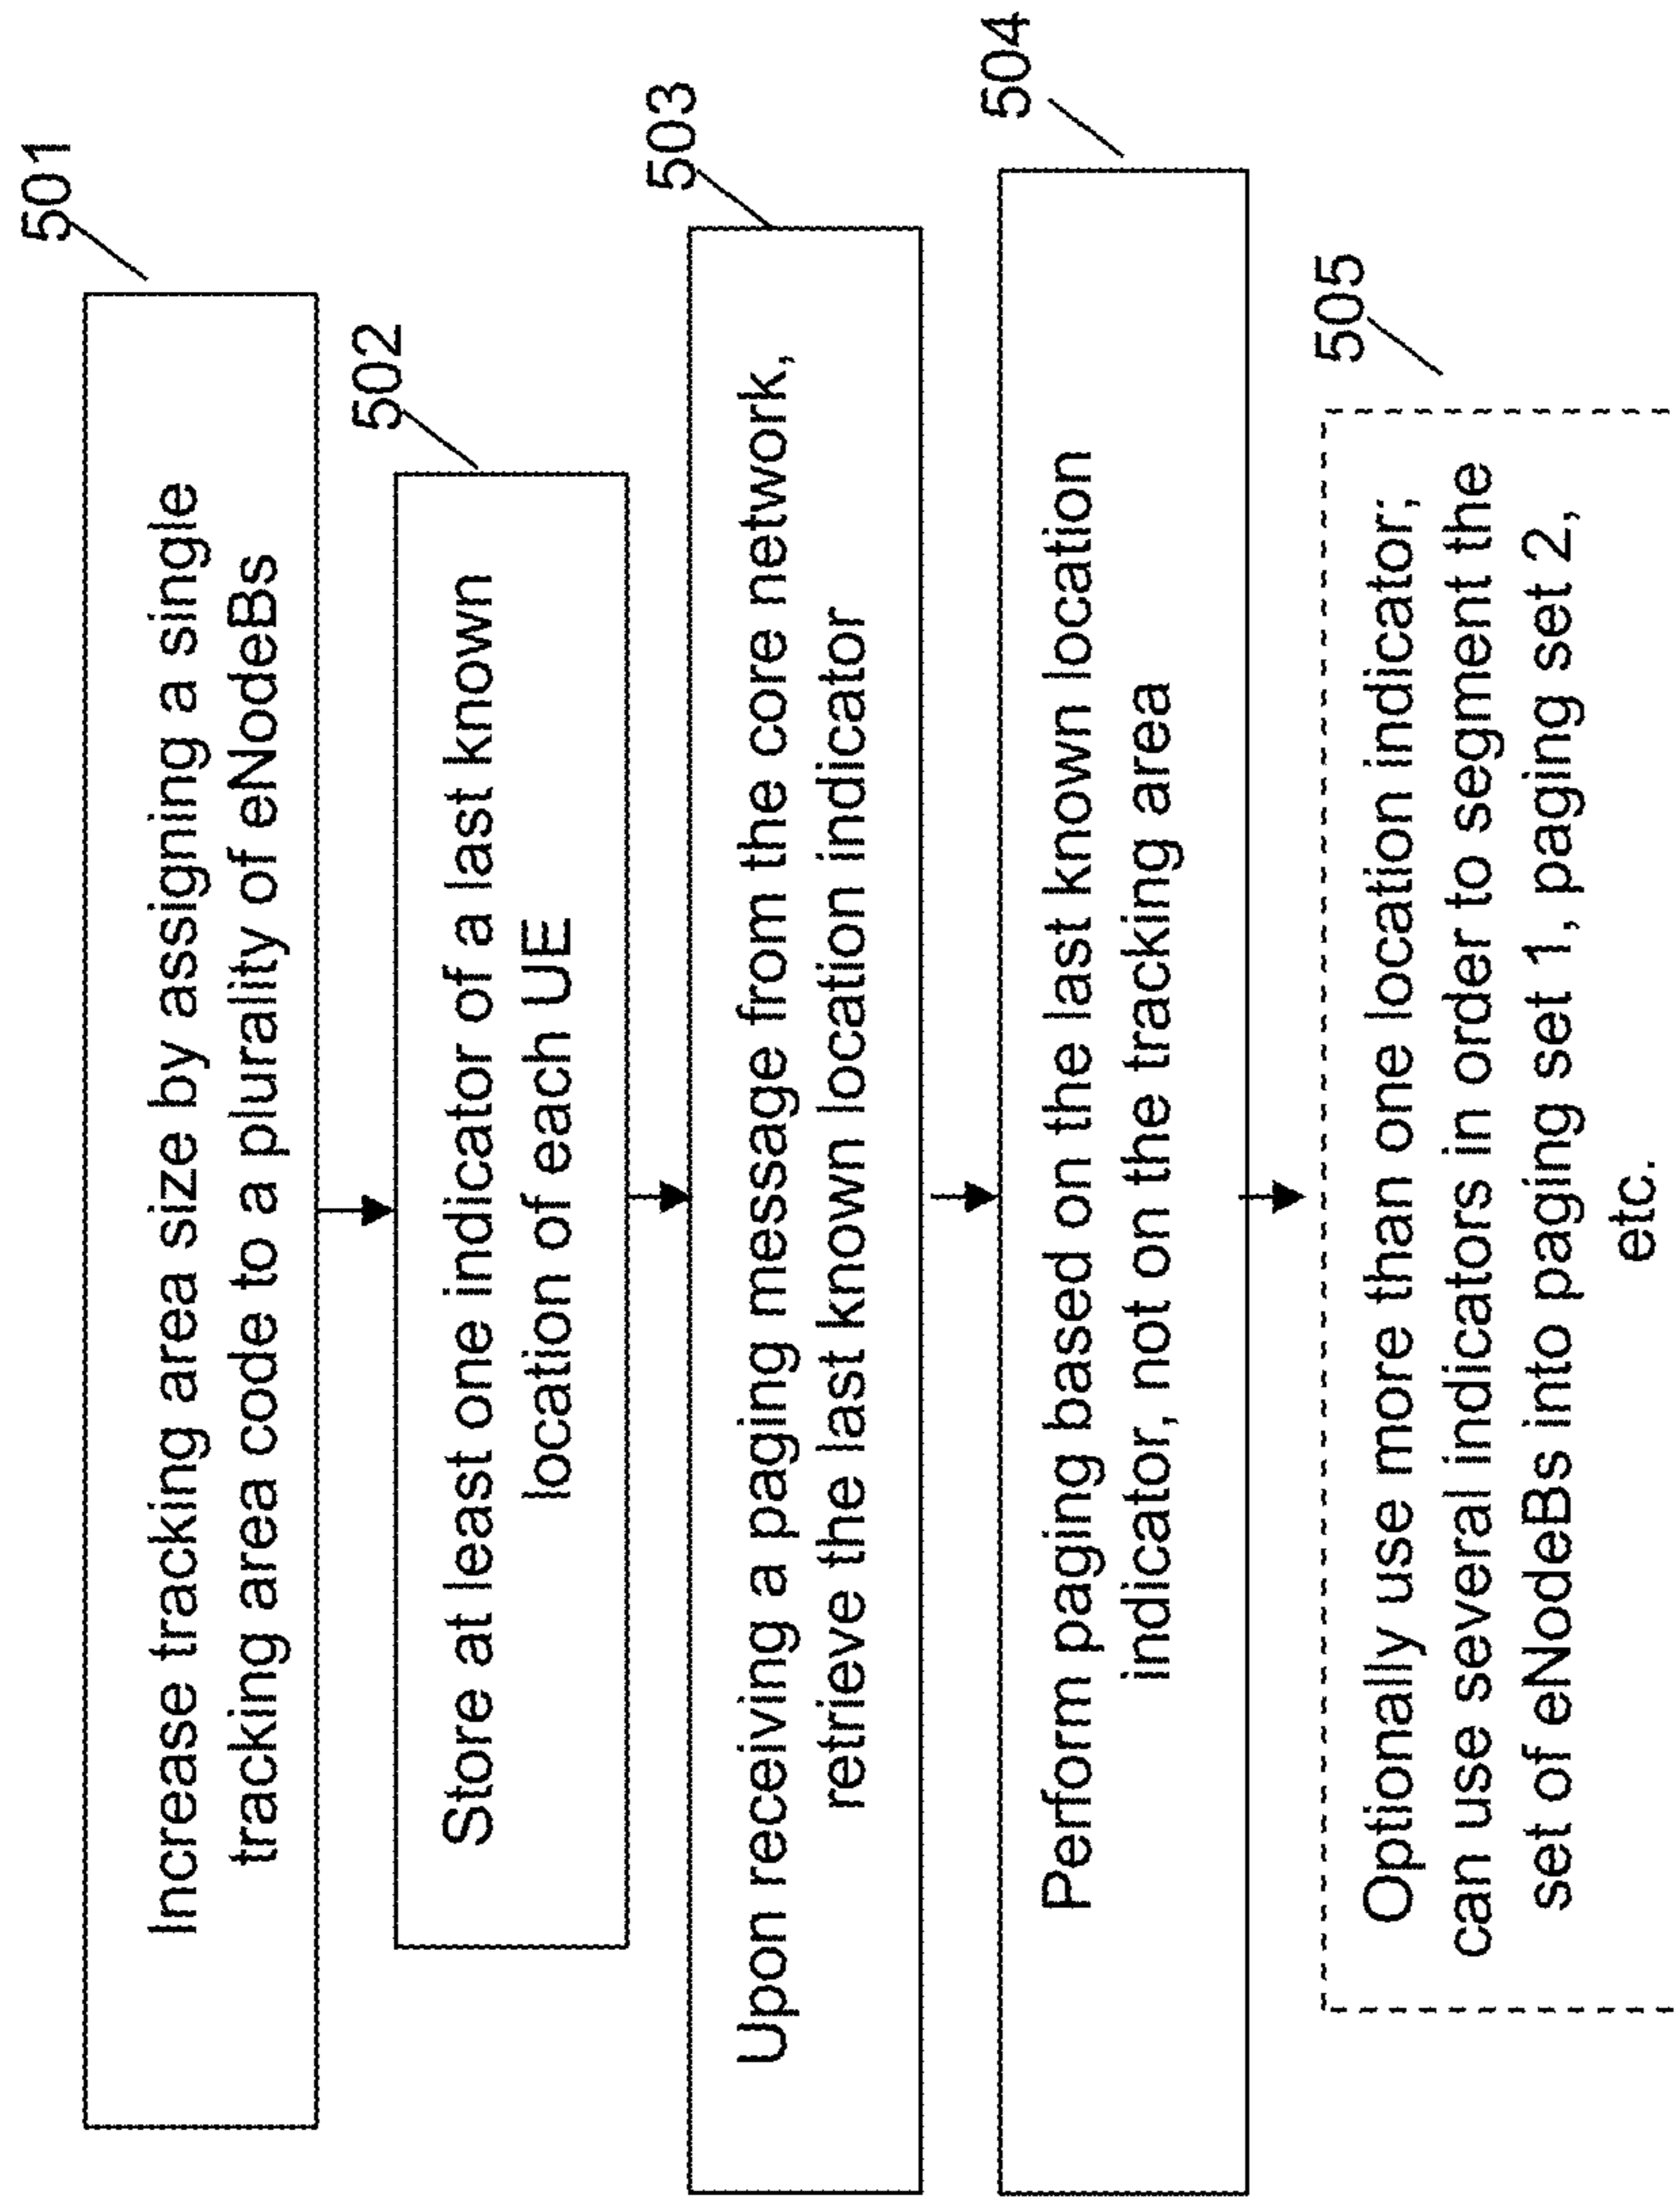 501
Increase tracking area size by assigning a single
tracking area code to a plurality of eNodeBs
502
Store at least one indicator of a last known
location of each UE
503
Upon receiving a paging message from the core network,
retrieve the last known location indicator
504
Perform paging based on the last known location
indicator, not on the tracking area
505
Optionally use more than one location indicator;
can use several indicators in order to segment the
set of eNodeBs into paging set 1, paging set 2,
etc.